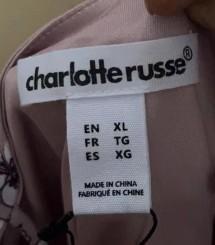 charlotte russe®
EN XL
FR TG
ES XG
MADE IN CHINA
FABRIQUÉ EN CHINE